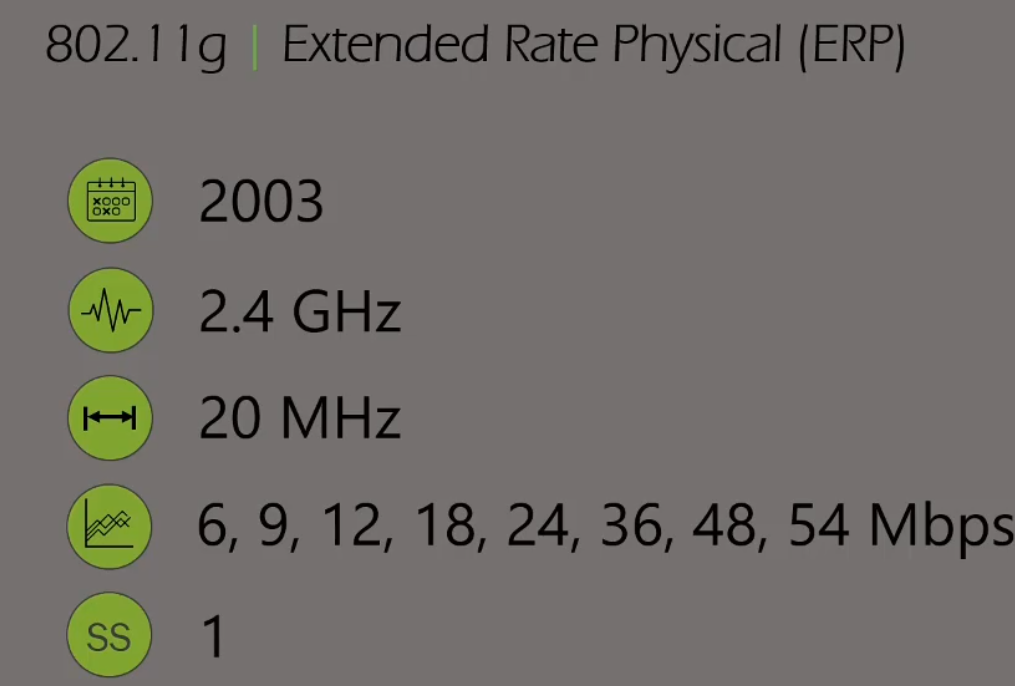 802.11g | Extended Rate Physical (ERP)
2003
2.4 GHz
20 MHz
6, 9, 12, 18, 24, 36, 48, 54 Mbps
SS 1